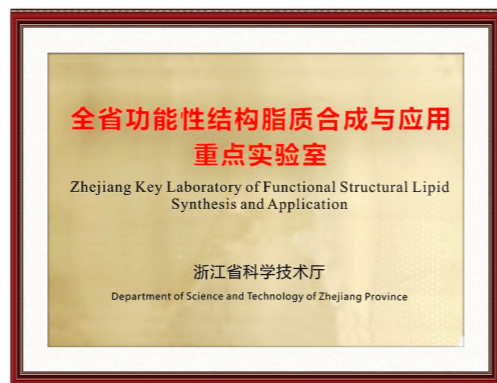 全省功能性结构脂质合成与应用
重点实验室
Zhejiang Key Laboratory of Functional Structural Lipid
Synthesis and Application
浙江省科学技术厅
Department of Science and Technology of Zhejiang Province